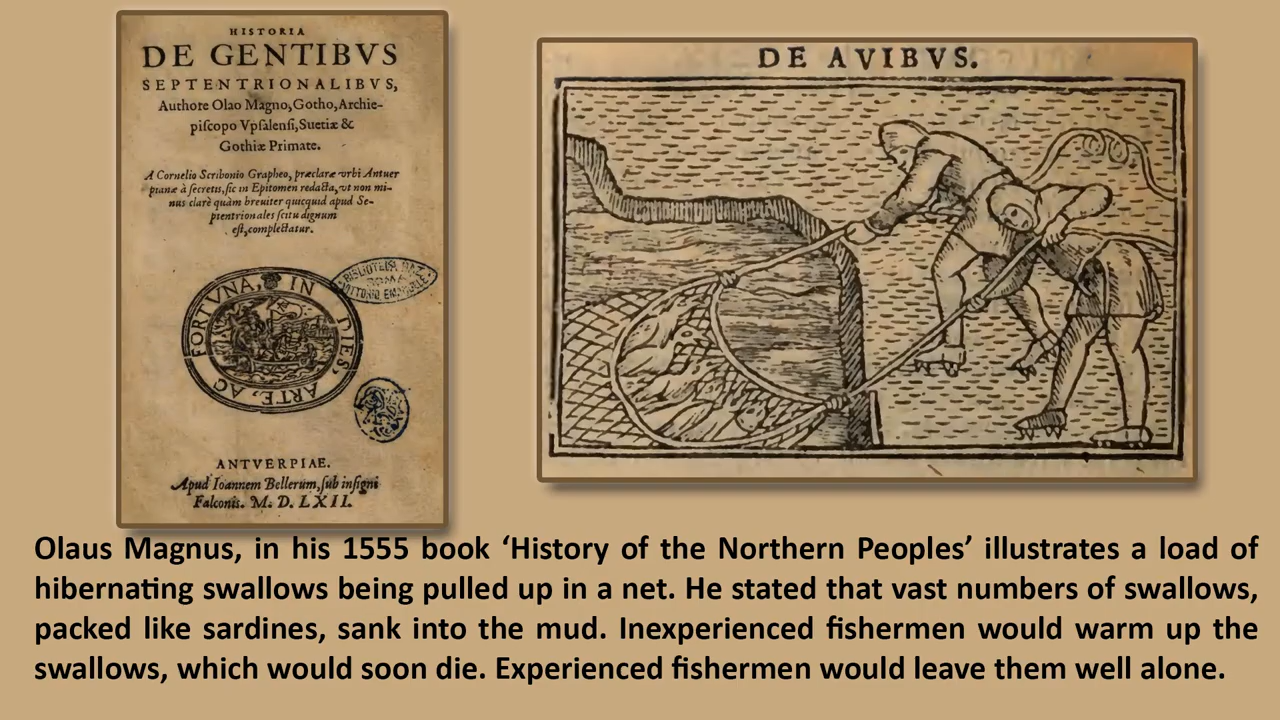 HISTORIA
DE GENTIBVS
SEPTENTRIONALIBVS,
Authore Olao Magno, Gotho, Archie-
piſcopo Vpſalenſi, Suetiæ &
Gothiæ Primate.
A Cornelio Scribonio Grapheo, præclaræ vrbi Antuer
pianæ à ſecretis, ſic in Epitomen redacta, vt non mi-
nus clarè quàm breuiter quicquid apud Se-
ptentrionales ſcitu dignum
eſt, complectatur.
FORTVNA, IN DIES, ARTE, AC
BIBLIOTECA NAZ
ROMA
VITTORIO EMANUELE
ANTVERPIAE.
Apud Ioannem Bellerum, ſub inſigni
Falconis. M. D. LXII.
DE AVIBVS.
Olaus Magnus, in his 1555 book ‘History of the Northern Peoples’ illustrates a load of
hibernating swallows being pulled up in a net. He stated that vast numbers of swallows,
packed like sardines, sank into the mud. Inexperienced fishermen would warm up the
swallows, which would soon die. Experienced fishermen would leave them well alone.